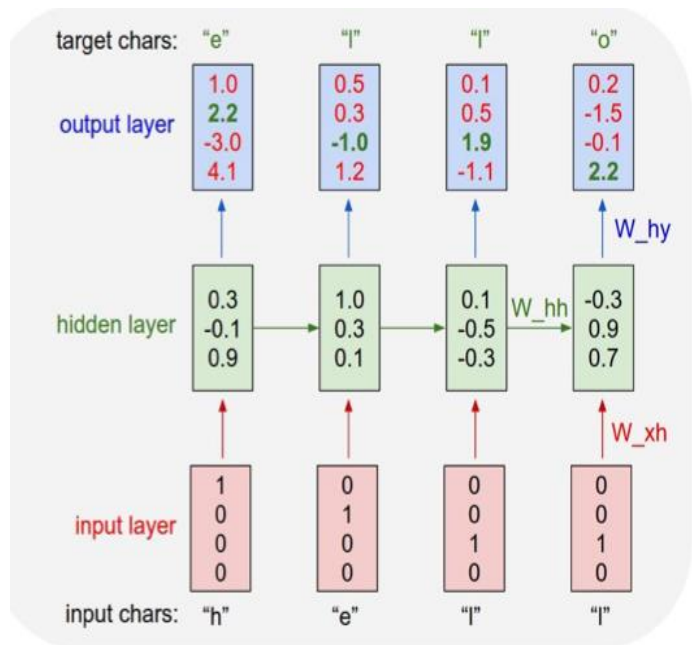 target chars: “e” “l” “l” “o”
1.0 0.5 0.1 0.2
2.2 0.3 0.5 -1.5
output layer
-3.0 -1.0 1.9 -0.1
4.1 1.2 -1.1 2.2
W_hy
0.3 1.0 0.1 W_hh -0.3
hidden layer -0.1 0.3 -0.5 0.9
0.9 0.1 -0.3 0.7
W_xh
1 0 0 0
0 1 0 0
input layer
0 0 1 1
0 0 0 0
input chars: “h” “e” “l” “l”